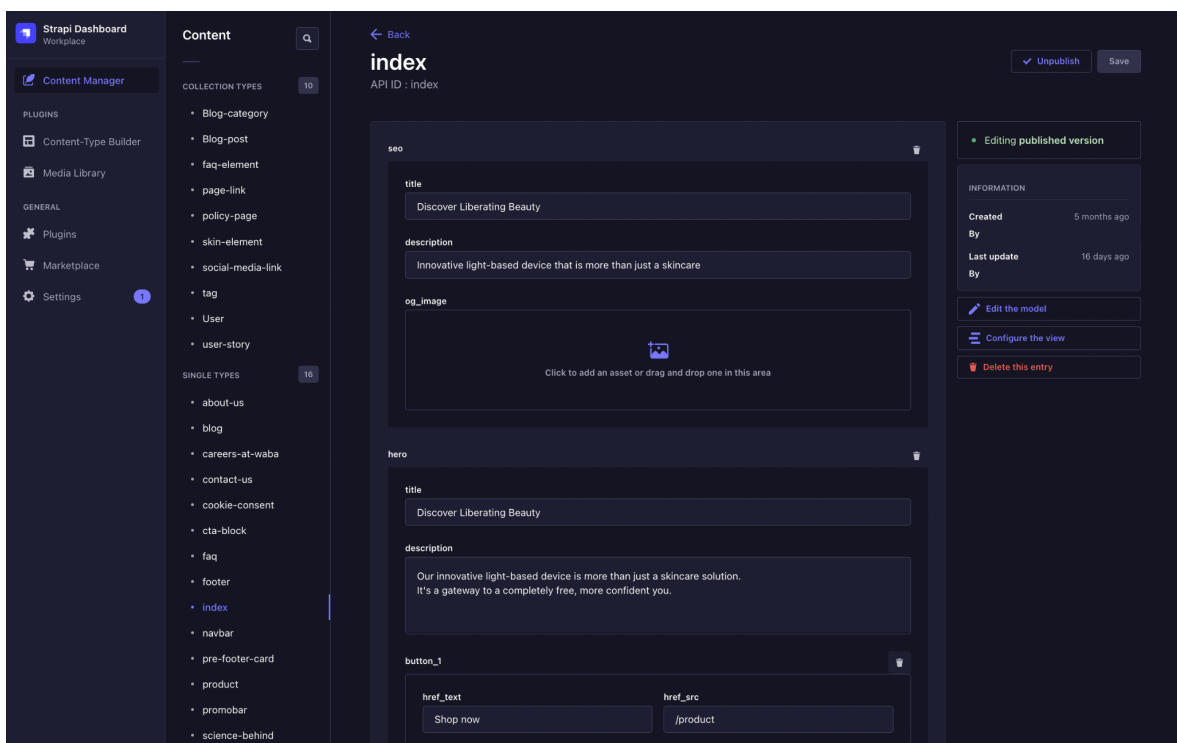 Strapi Dashboard
Workplace
Content Manager
PLUGINS
Content-Type Builder
Media Library
GENERAL
Plugins
Marketplace
Settings
1
Content
COLLECTION TYPES
10
Blog-category
Blog-post
faq-element
page-link
policy-page
skin-element
social-media-link
tag
User
user-story
SINGLE TYPES
16
about-us
blog
careers-at-waba
contact-us
cookie-consent
cta-block
faq
footer
index
navbar
pre-footer-card
product
promobar
science-behind
Back
index
API ID : index
Unpublish
Save
seo
title
Discover Liberating Beauty
description
Innovative light-based device that is more than just a skincare
og_image
Click to add an asset or drag and drop one in this area
hero
title
Discover Liberating Beauty
description
Our innovative light-based device is more than just a skincare solution.
It's a gateway to a completely free, more confident you.
button_1
href_text
href_src
Shop now
/product
Editing published version
INFORMATION
Created
5 months ago
By
Last update
16 days ago
By
Edit the model
Configure the view
Delete this entry